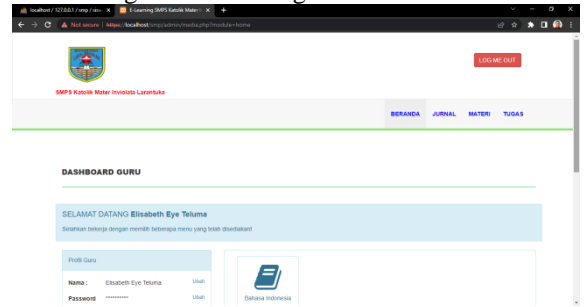 localhost / 127.0.0.1 / smp / sisw
E-Learning SMPS Katolik Mater In
Not secure | https://localhost/smp/admin/media.php?module=home
LOG ME OUT
SMPS Katolik Mater Inviolata Larantuka
BERANDA JURNAL MATERI TUGAS
DASHBOARD GURU
SELAMAT DATANG Elisabeth Eye Teluma
Silahkan bekerja dengan memilih beberapa menu yang telah disediakan!
Profil Guru
Nama : Elisabeth Eye Teluma Ubah
Password ********** Ubah
Bahasa Indonesia